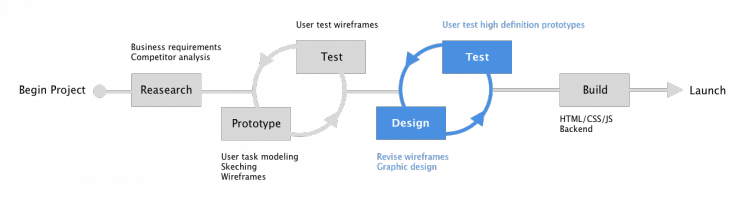 User test wireframes
User test high definition prototypes
Business requirements
Competitor analysis
Test
Test
Begin Project
Reasearch
Build
Launch
Prototype
Design
HTML/CSS/JS
Backend
User task modeling
Skeching
Wireframes
Revise wireframes
Graphic design